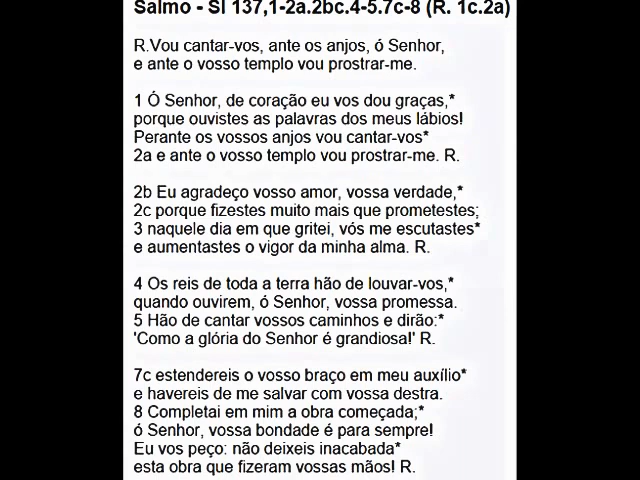 Salmo - Sl 137,1-2a.2bc.4-5.7c-8 (R. 1c.2a)
R.Vou cantar-vos, ante os anjos, ó Senhor,
e ante o vosso templo vou prostrar-me.
1 Ó Senhor, de coração eu vos dou graças,*
porque ouvistes as palavras dos meus lábios!
Perante os vossos anjos vou cantar-vos*
2a e ante o vosso templo vou prostrar-me. R.
2b Eu agradeço vosso amor, vossa verdade,*
2c porque fizestes muito mais que prometestes;
3 naquele dia em que gritei, vós me escutastes*
e aumentastes o vigor da minha alma. R.
4 Os reis de toda a terra hão de louvar-vos,*
quando ouvirem, ó Senhor, vossa promessa.
5 Hão de cantar vossos caminhos e dirão:*
'Como a glória do Senhor é grandiosa!' R.
7c estendereis o vosso braço em meu auxílio*
e havereis de me salvar com vossa destra.
8 Completai em mim a obra começada;*
ó Senhor, vossa bondade é para sempre!
Eu vos peço: não deixeis inacabada*
esta obra que fizeram vossas mãos! R.